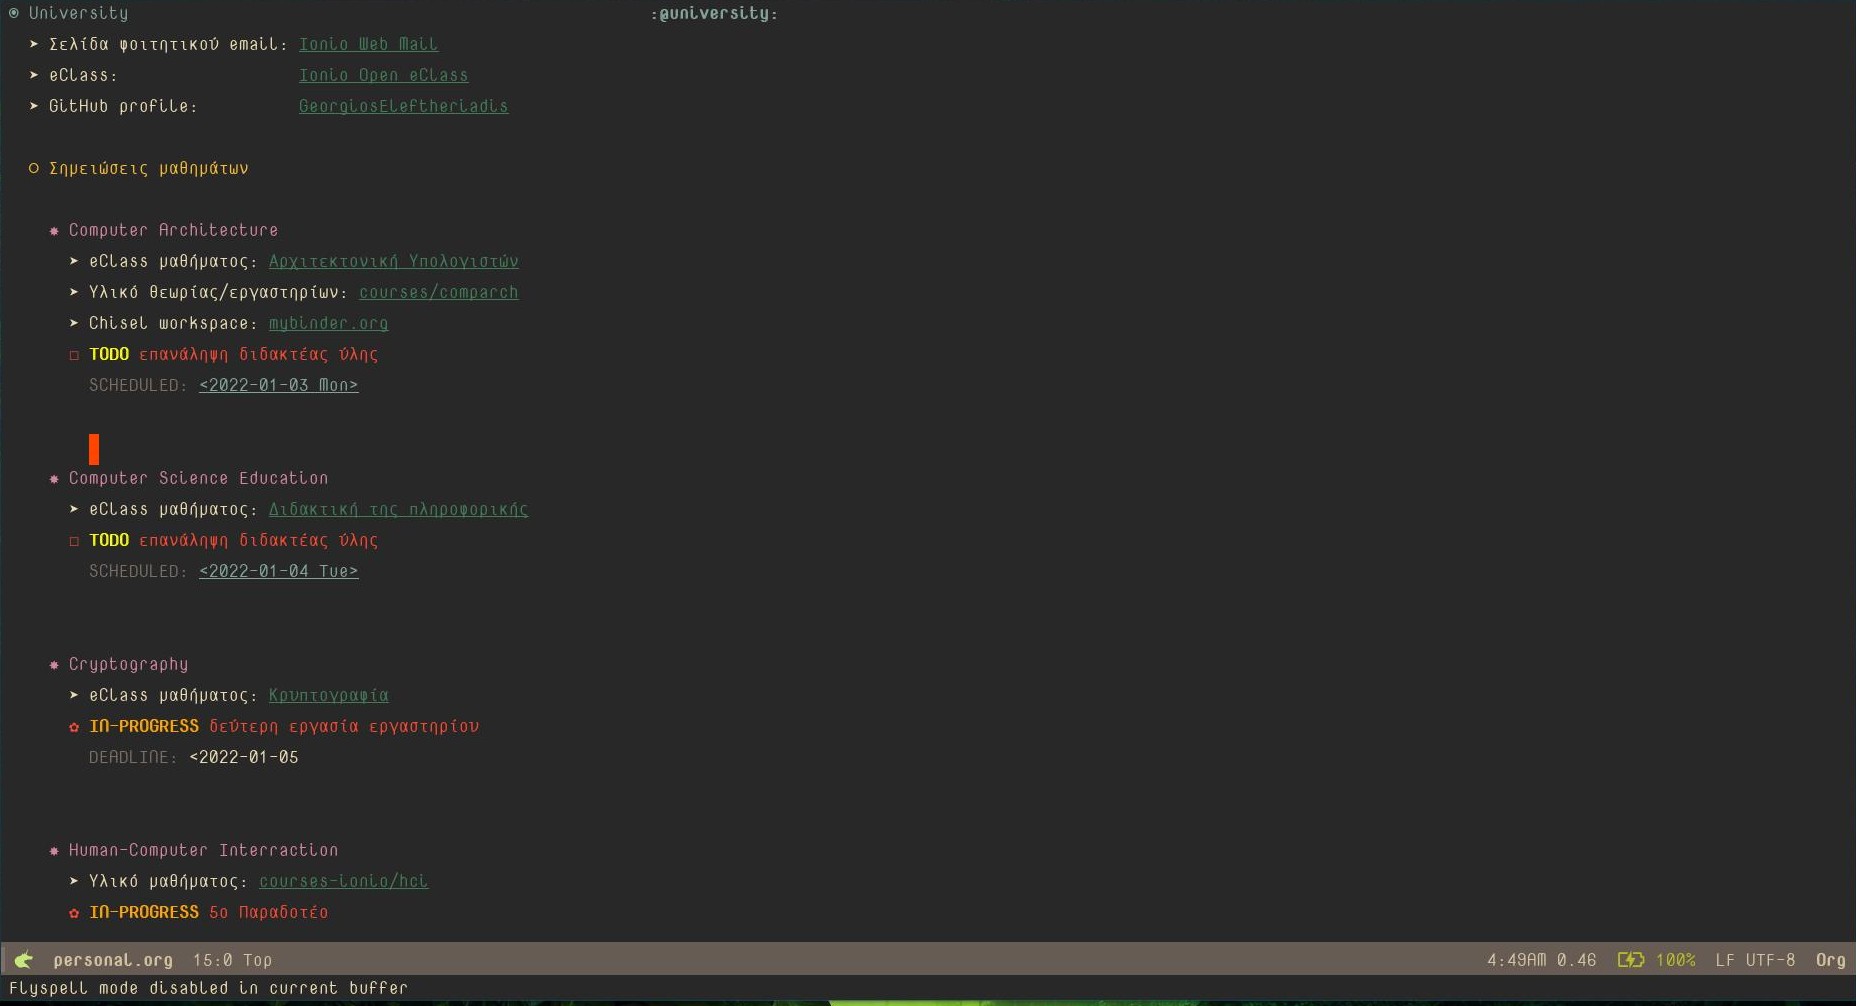 University :@university:
Σελίδα φοιτητικού email: Ionio Web Mail
eClass: Ionio Open eClass
GitHub profile: GeorgiosEleftheriadis
Σημειώσεις μαθημάτων
Computer Architecture
eClass μαθήματος: Αρχιτεκτονική Υπολογιστών
Υλικό θεωρίας/εργαστηρίων: courses/comparch
Chisel workspace: mybinder.org
TODO επανάληψη διδακτέας ύλης
SCHEDULED: <2022-01-03 Mon>
Computer Science Education
eClass μαθήματος: Διδακτική της πληροφορικής
TODO επανάληψη διδακτέας ύλης
SCHEDULED: <2022-01-04 Tue>
Cryptography
eClass μαθήματος: Κρυπτογραφία
IN-PROGRESS δεύτερη εργασία εργαστηρίου
DEADLINE: <2022-01-05
Human-Computer Interraction
Υλικό μαθήματος: courses-ionio/hci
IN-PROGRESS 5ο Παραδοτέο
personal.org 15:0 Top 4:49AM 0.46 100% LF UTF-8 Org
Flyspell mode disabled in current buffer